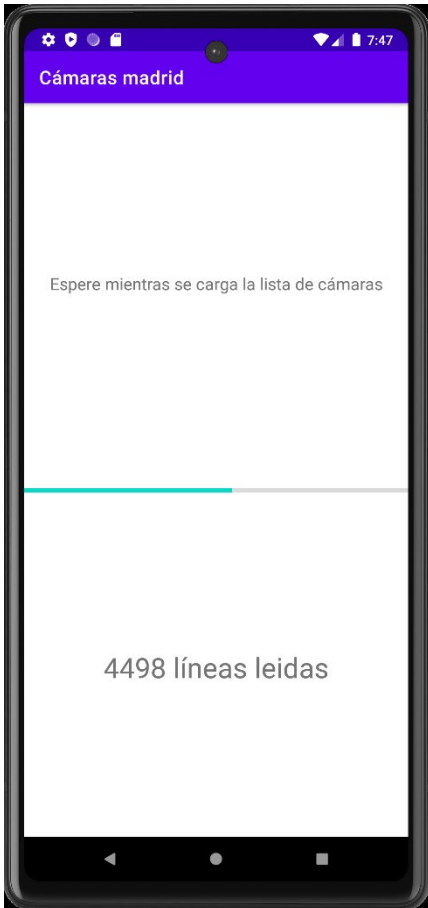 7:47
Cámaras madrid
Espere mientras se carga la lista de cámaras
4498 líneas leidas